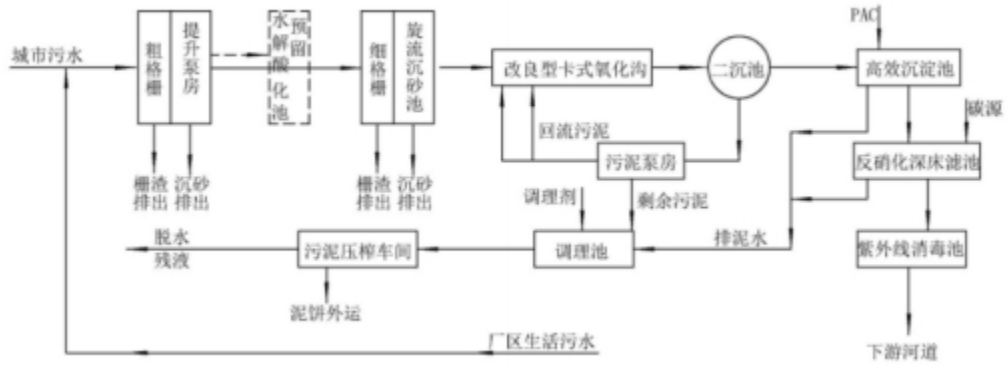 PAC
城市污水
粗格栅
提升泵房
预留
水解酸化池
细格栅
旋流沉砂池
改良型卡式氧化沟
二沉池
高效沉淀池
碳源
回流污泥
污泥泵房
反硝化深床滤池
栅渣排出
沉砂排出
栅渣排出
沉砂排出
调理剂
剩余污泥
脱水
残液
污泥压榨车间
调理池
排泥水
紫外线消毒池
泥饼外运
厂区生活污水
下游河道